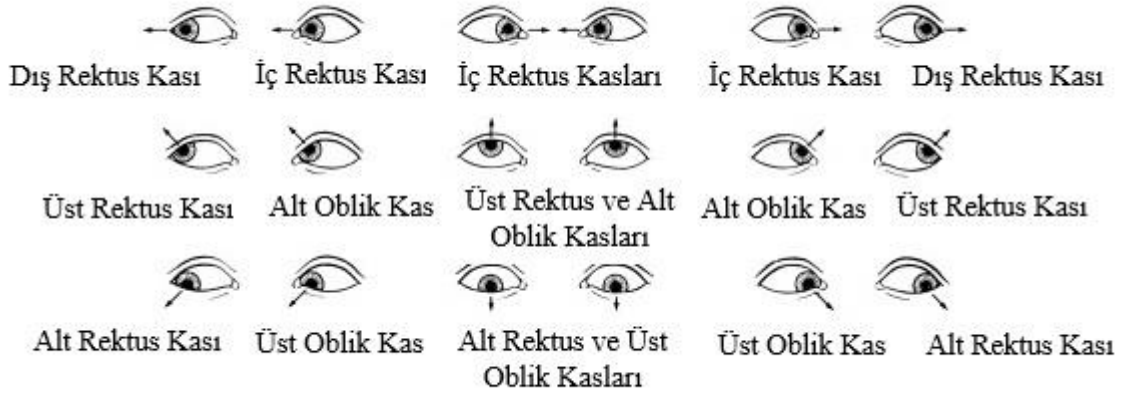 Dış Rektus Kası İç Rektus Kası İç Rektus Kasları İç Rektus Kası Dış Rektus Kası
Üst Rektus Kası Alt Oblik Kas Üst Rektus ve Alt Alt Oblik Kas Üst Rektus Kası
Oblik Kasları
Alt Rektus Kası Üst Oblik Kas Alt Rektus ve Üst Üst Oblik Kas Alt Rektus Kası
Oblik Kasları